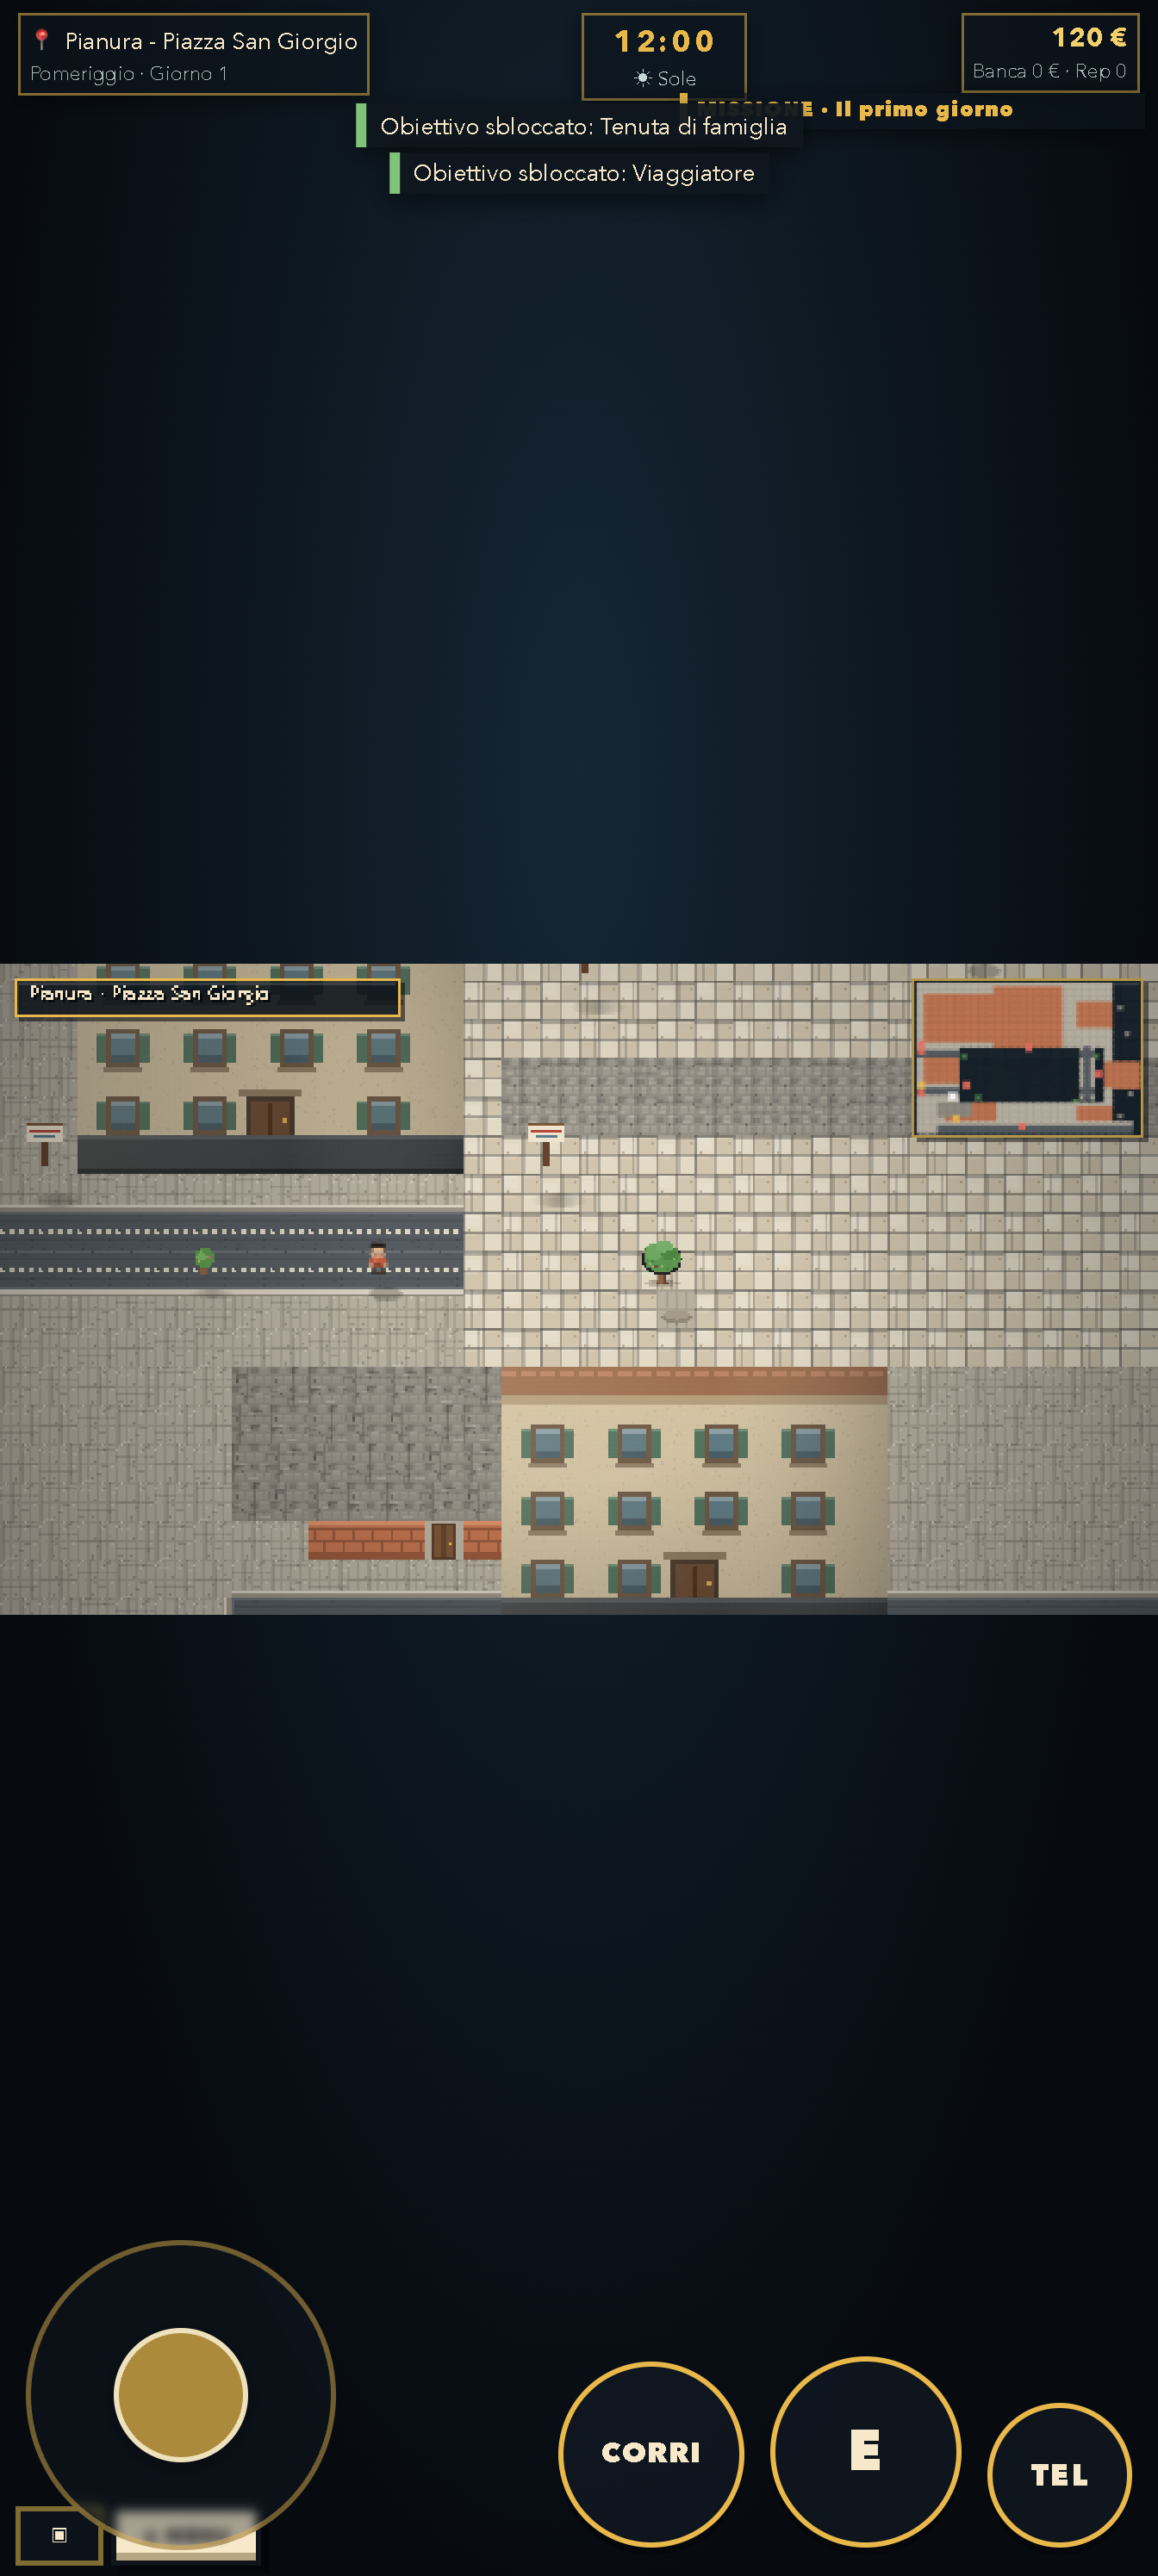 Pianura - Piazza San Giorgio
Pomeriggio · Giorno 1
12:00
☀ Sole
120 €
Banca 0 € · Rep 0
MISSIONE · Il primo giorno
Obiettivo sbloccato: Tenuta di famiglia
Obiettivo sbloccato: Viaggiatore
Pianura · Piazza San Giorgio
CORRI
E
TEL